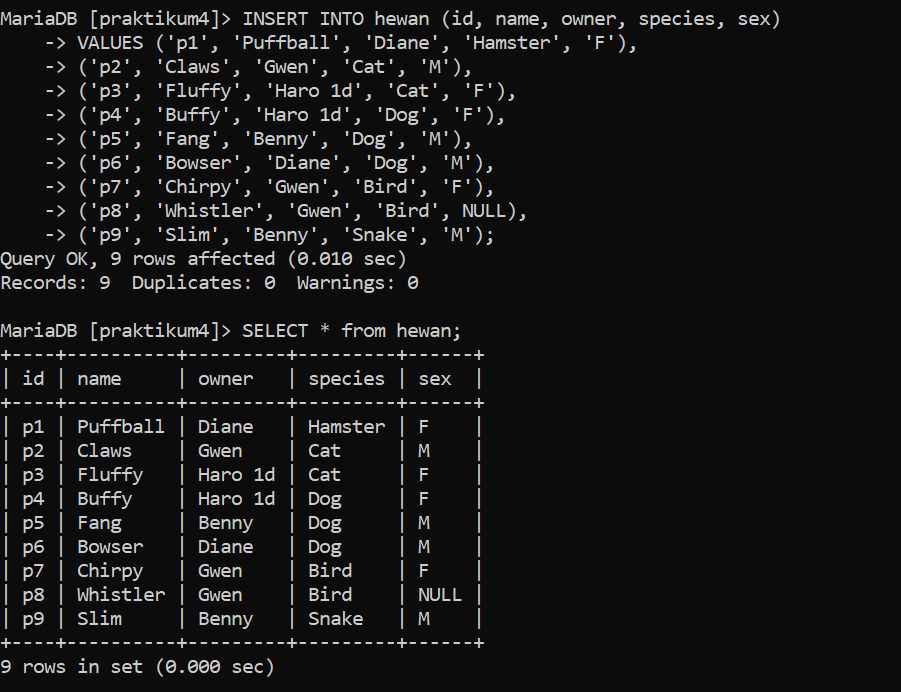 MariaDB [praktikum4]> INSERT INTO hewan (id, name, owner, species, sex)
    -> VALUES ('p1', 'Puffball', 'Diane', 'Hamster', 'F'),
    -> ('p2', 'Claws', 'Gwen', 'Cat', 'M'),
    -> ('p3', 'Fluffy', 'Haro 1d', 'Cat', 'F'),
    -> ('p4', 'Buffy', 'Haro 1d', 'Dog', 'F'),
    -> ('p5', 'Fang', 'Benny', 'Dog', 'M'),
    -> ('p6', 'Bowser', 'Diane', 'Dog', 'M'),
    -> ('p7', 'Chirpy', 'Gwen', 'Bird', 'F'),
    -> ('p8', 'Whistler', 'Gwen', 'Bird', NULL),
    -> ('p9', 'Slim', 'Benny', 'Snake', 'M');
Query OK, 9 rows affected (0.010 sec)
Records: 9  Duplicates: 0  Warnings: 0

MariaDB [praktikum4]> SELECT * from hewan;
+----+----------+---------+---------+------+
| id | name     | owner   | species | sex  |
+----+----------+---------+---------+------+
| p1 | Puffball | Diane   | Hamster | F    |
| p2 | Claws    | Gwen    | Cat     | M    |
| p3 | Fluffy   | Haro 1d | Cat     | F    |
| p4 | Buffy    | Haro 1d | Dog     | F    |
| p5 | Fang     | Benny   | Dog     | M    |
| p6 | Bowser   | Diane   | Dog     | M    |
| p7 | Chirpy   | Gwen    | Bird    | F    |
| p8 | Whistler | Gwen    | Bird    | NULL |
| p9 | Slim     | Benny   | Snake   | M    |
+----+----------+---------+---------+------+
9 rows in set (0.000 sec)